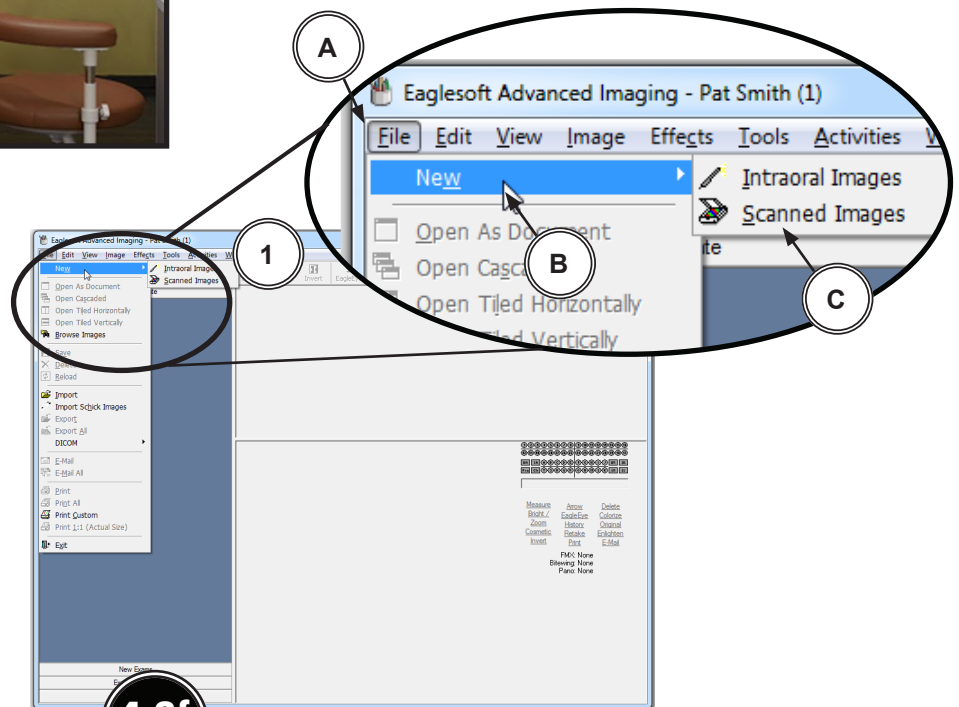 A
Eaglesoft Advanced Imaging - Pat Smith (1)
File Edit View Image Effects Tools Activities
New
Intraoral Images
Scanned Images
Open As Document
B
C
Open Tiled Horizontally
Tiled Vertically
1
Eaglesoft Advanced Imaging - Pat Smith (1)
File Edit View Image Effects Tools Activities
New
Intraoral Images
Scanned Images
Invert
Open As Document
Open Cascaded
Open Tiled Horizontally
Open Tiled Vertically
Browse Images
Save
Delete
Reload
Import
Import Schick Images
Export
Export All
DICOM
E-Mail
E-Mail All
Print
Print All
Print Custom
Print 1:1 (Actual Size)
Exit
Measure Arrow Delete
Bright / EagleEye Colorize
Zoom History Original
Cosmetic Retake Enlighten
Invert Print E-Mail
FMX: None
Bitewing: None
Pano: None
New Exams